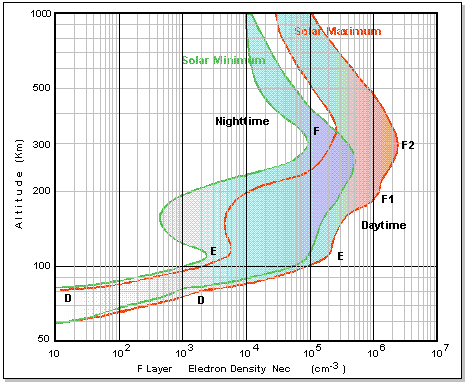 1000
Solar Maximum
Solar Minimum
500
Nighttime
F
300
F2
200
F1
Daytime
E
E
100
D
D
50
Altitude (Km)
10 10² 10³ 10⁴ 10⁵ 10⁶ 10⁷
F Layer Electron Density Nec (cm⁻³)